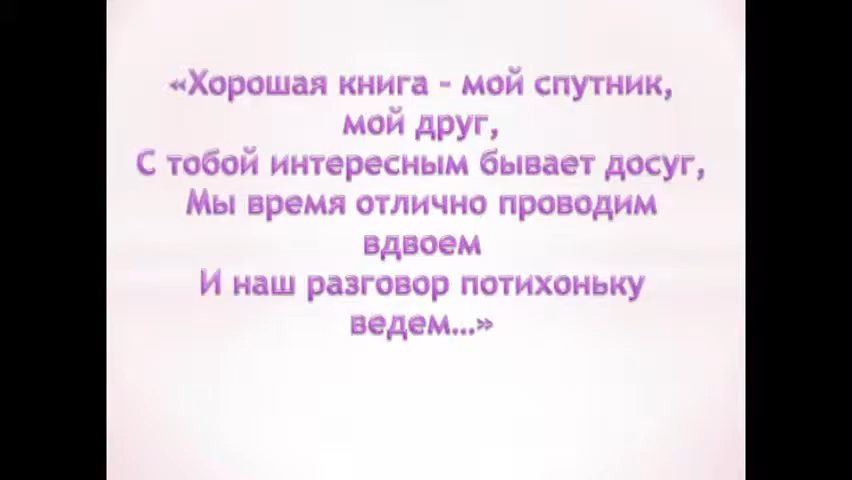 «Хорошая книга - мой спутник,
мой друг,
С тобой интересным бывает досуг,
Мы время отлично проводим
вдвоем
И наш разговор потихоньку
ведем...»